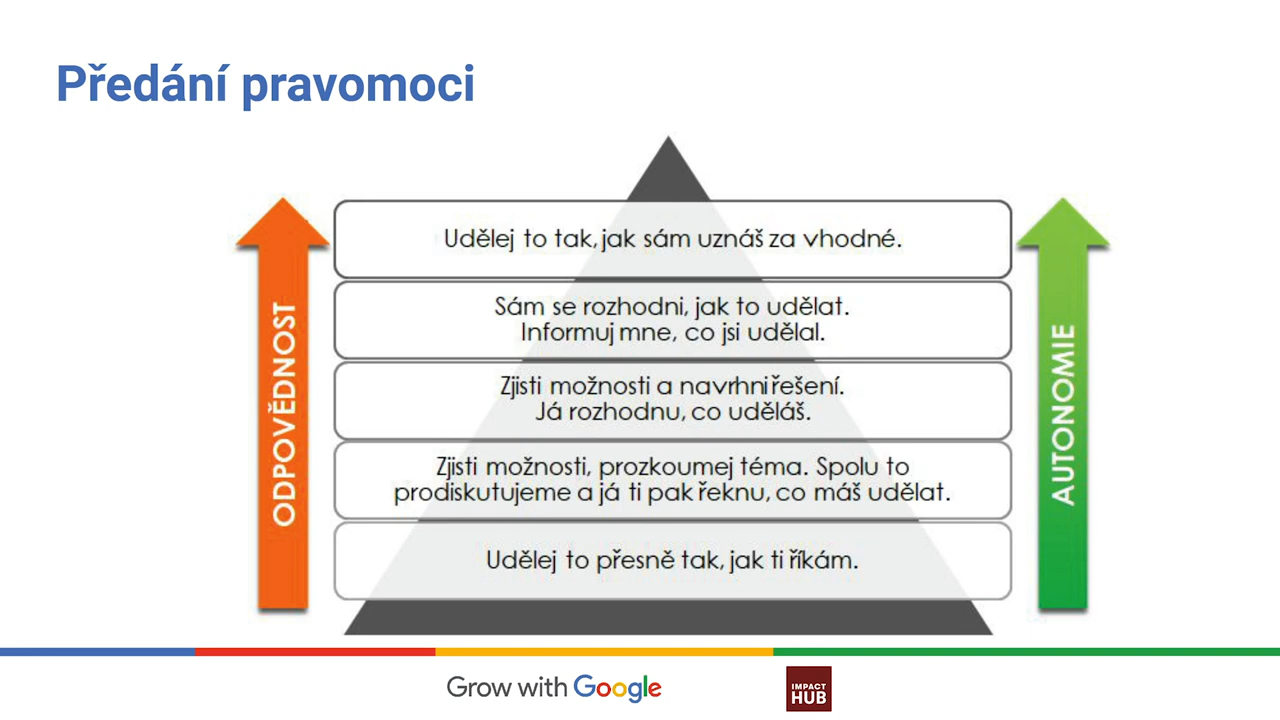 Předání pravomoci
Udělej to tak, jak sám uznáš za vhodné.
Sám se rozhodni, jak to udělat.
Informuj mne, co jsi udělal.
Zjisti možnosti a navrhni řešení.
Já rozhodnu, co uděláš.
Zjisti možnosti, prozkoumej téma. Spolu to
prodiskutujeme a já ti pak řeknu, co máš udělat.
Udělej to přesně tak, jak ti říkám.
ODPOVĚDNOST
AUTONOMIE
Grow with Google
IMPACT
HUB